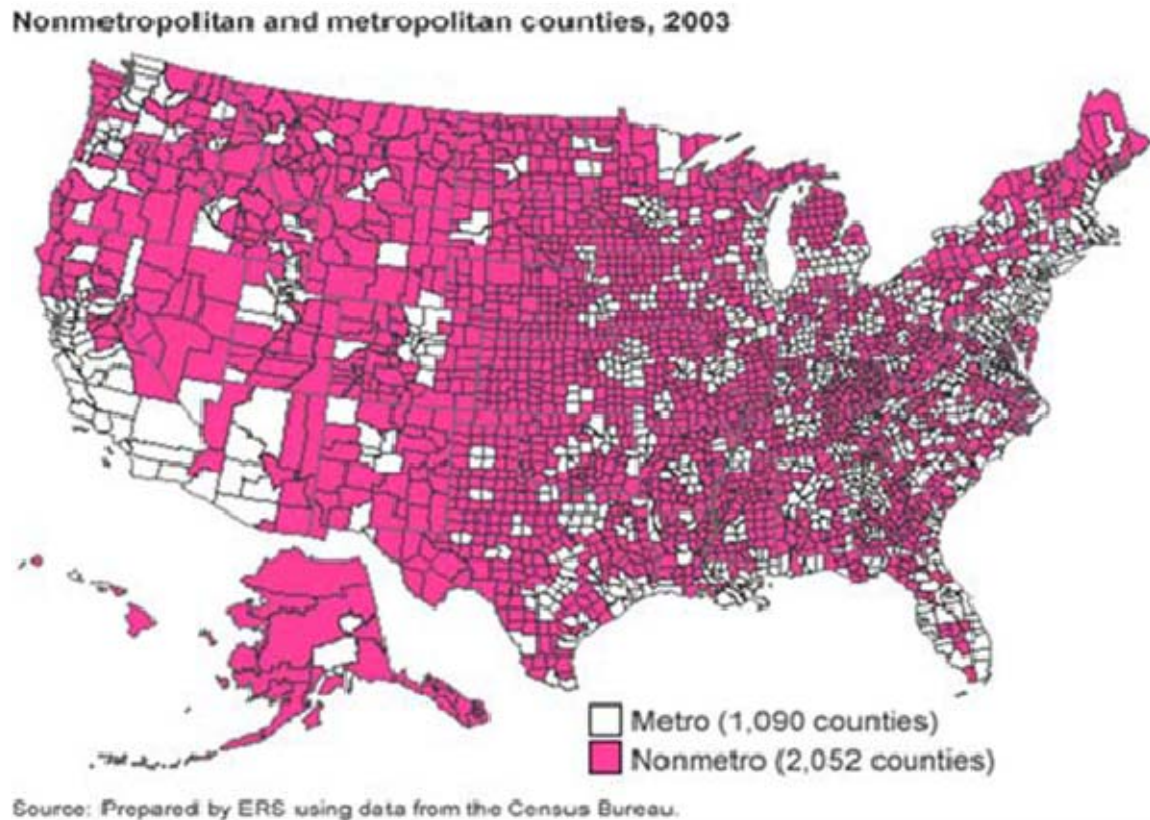 Nonmetropolitan and metropolitan counties, 2003
Metro (1,090 counties)
Nonmetro (2,052 counties)
Source: Prepared by ERS using data from the Census Bureau.